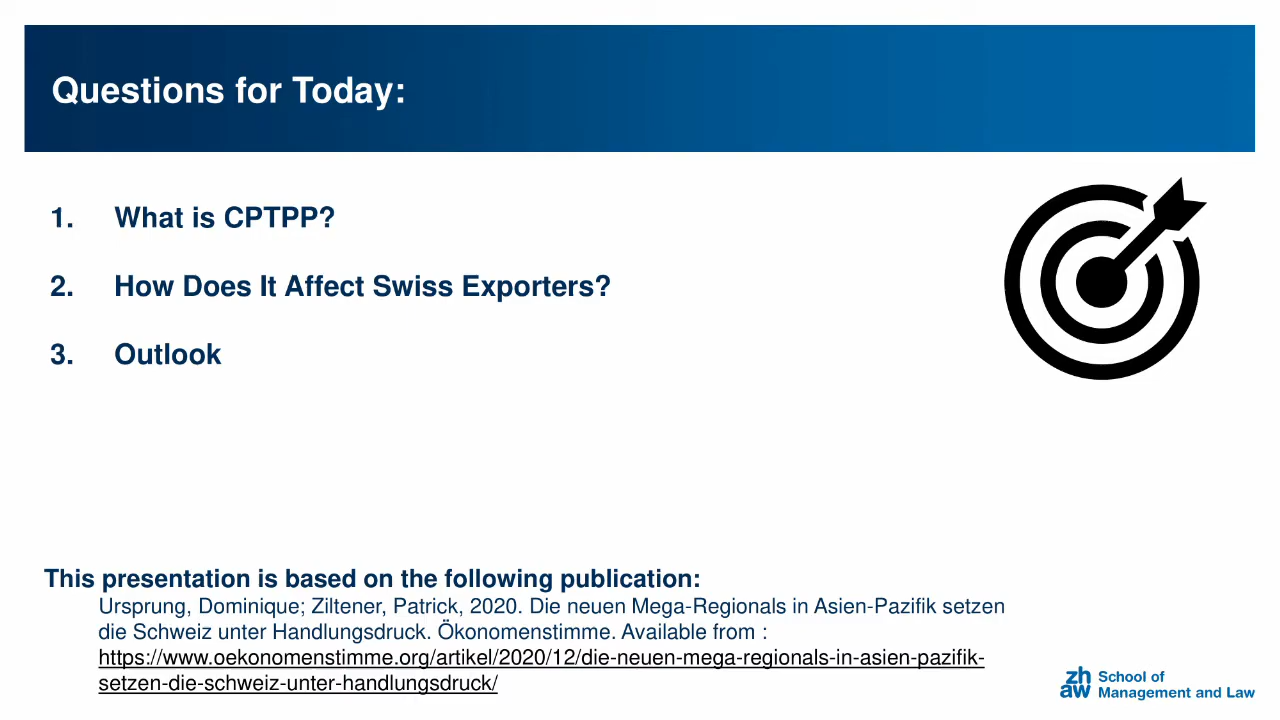 Questions for Today:
1. What is CPTPP?
2. How Does It Affect Swiss Exporters?
3. Outlook
This presentation is based on the following publication:
Ursprung, Dominique; Ziltener, Patrick, 2020. Die neuen Mega-Regionals in Asien-Pazifik setzen
die Schweiz unter Handlungsdruck. Ökonomenstimme. Available from :
https://www.oekonomenstimme.org/artikel/2020/12/die-neuen-mega-regionals-in-asien-pazifik-
setzen-die-schweiz-unter-handlungsdruck/
zh School of
aw Management and Law